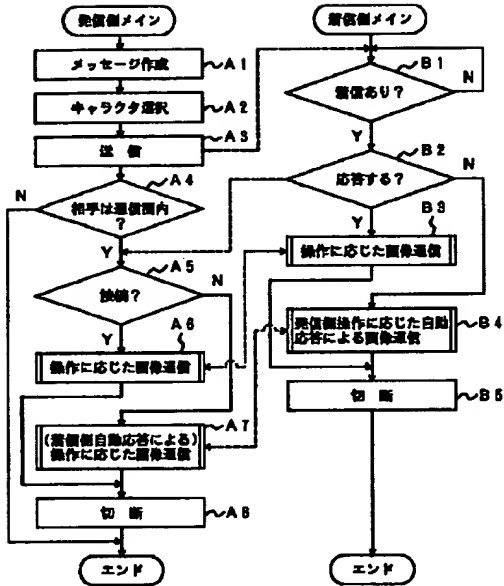 発信側メイン
メッセージ作成
A1
キャラクタ選択
A2
送信
A3
相手は通信圏内
?
A4
N
Y
接続?
A5
N
Y
操作に応じた画像通信
A6
(着信側自動応答による)
操作に応じた画像通信
A7
切断
A8
エンド
着信側メイン
着信あり?
B1
N
Y
応答する?
B2
N
Y
操作に応じた画像通信
B3
発信側操作に応じた自動
応答による画像通信
B4
切断
B5
エンド